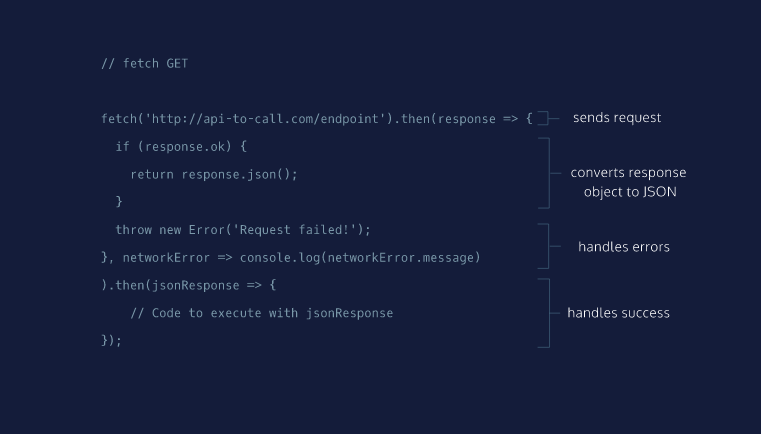 // fetch GET
fetch('http://api-to-call.com/endpoint').then(response => {
sends request
if (response.ok) {
return response.json();
}
converts response
object to JSON
throw new Error('Request failed!');
}, networkError => console.log(networkError.message)
handles errors
).then(jsonResponse => {
// Code to execute with jsonResponse
});
handles success